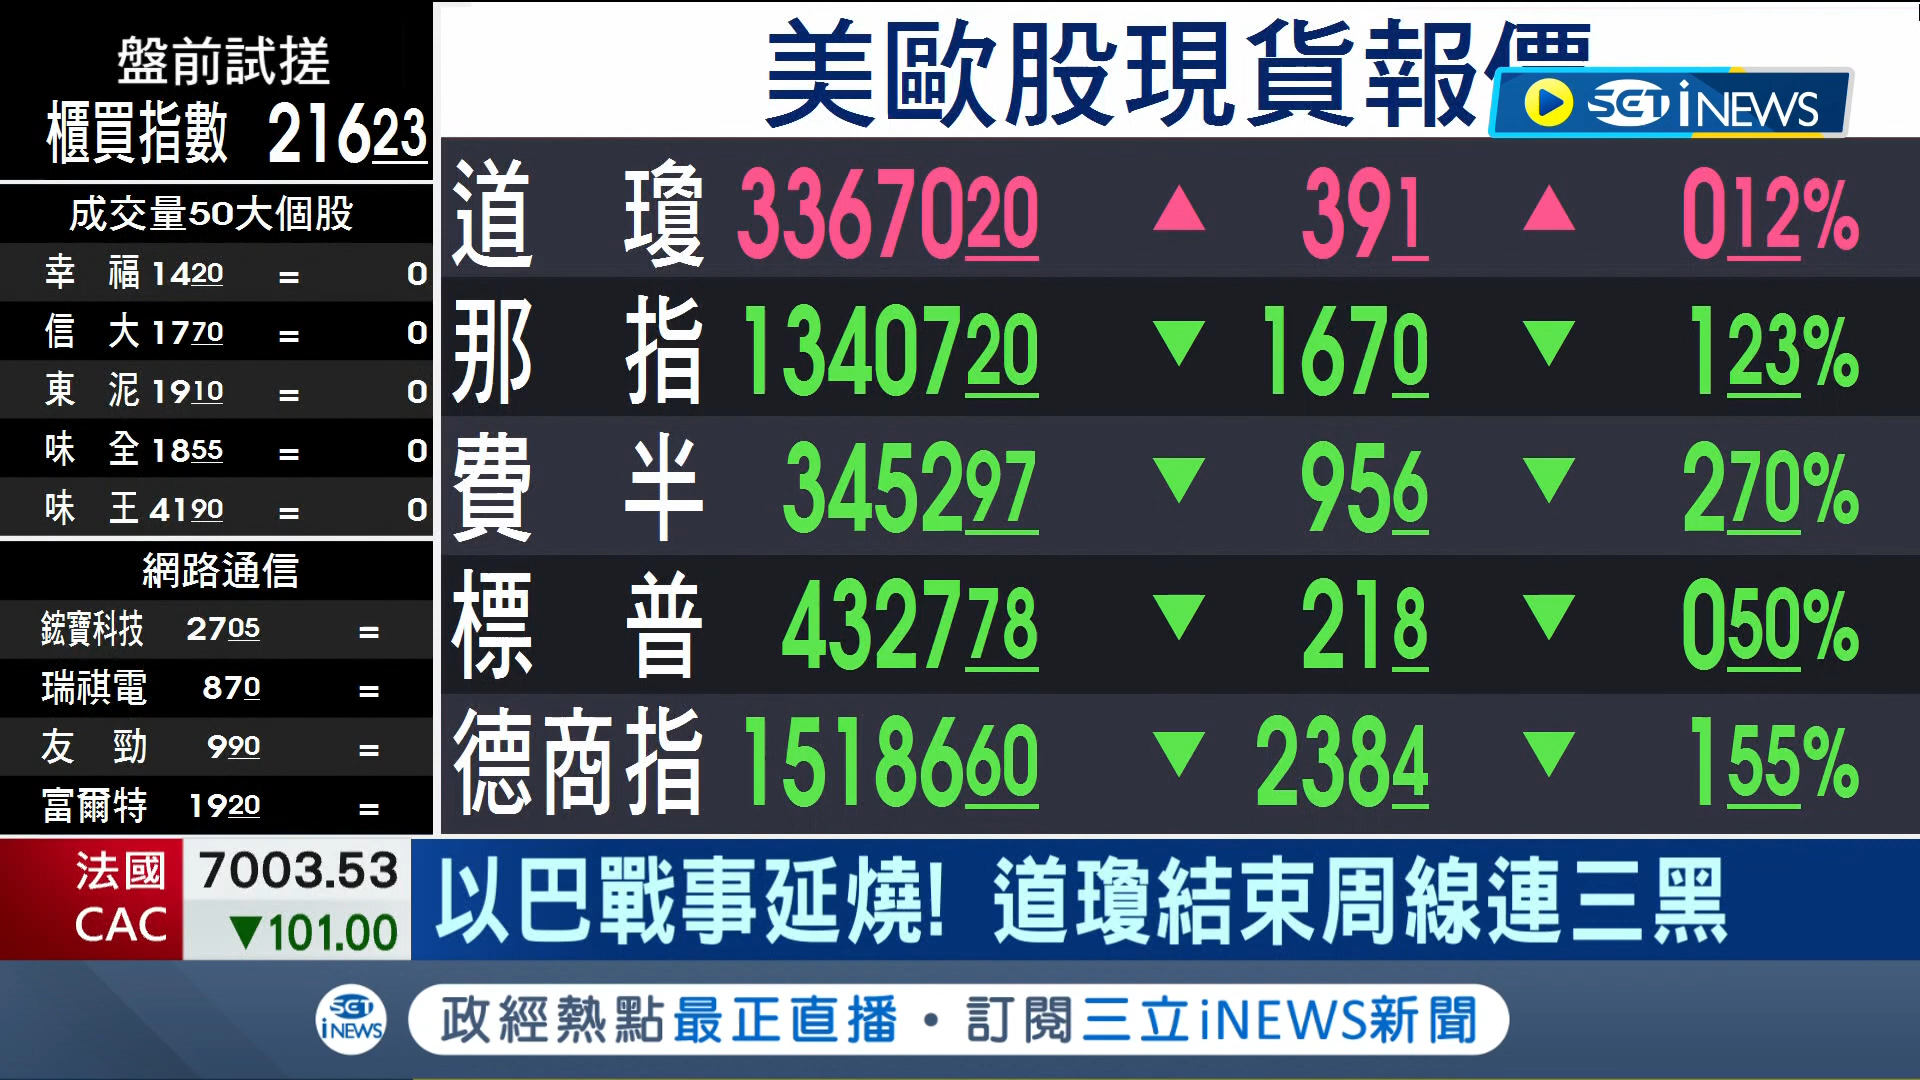 盤前試搓
櫃買指數 21623
成交量50大個股
幸福 1420 = 0
信大 1770 = 0
東泥 1910 = 0
味全 1855 = 0
味王 4190 = 0
網路通信
鋐寶科技 2705 =
瑞祺電 870 =
友勁 990 =
富爾特 1920 =
美歐股現貨報價
SET iNEWS
道瓊 3367020 ▲ 391 ▲ 012%
那指 1340720 ▼ 1670 ▼ 123%
費半 345297 ▼ 956 ▼ 270%
標普 432778 ▼ 218 ▼ 050%
德商指 1518660 ▼ 2384 ▼ 155%
法國 CAC 7003.53 ▼101.00
以巴戰事延燒! 道瓊結束周線連三黑
SET iNEWS
政經熱點最正直播・訂閱三立iNEWS新聞